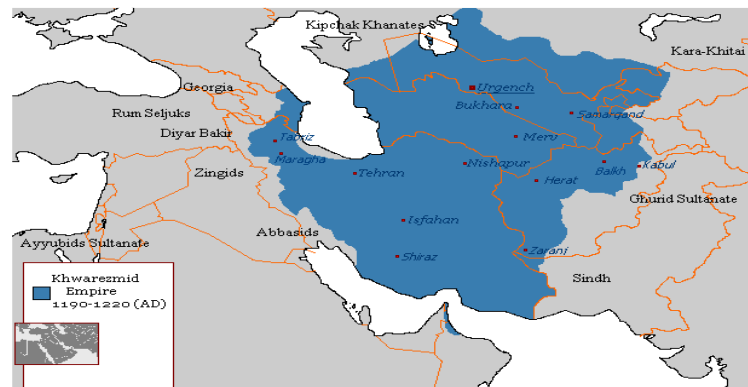 Kipchak Khanates
Kara-Khitai
Georgia
Urgench
Rum Seljuks
Bukhara
Samarqand
Diyar Bakir
Tabriz
Merv
Maragha
Zingids
Tehran
Nishapur
Balkh
Kabul
Herat
Ghurid Sultanate
Isfahan
Abbasids
Ayyubids Sultanate
Zaranj
Shiraz
Sindh
Khwarezmid
Empire
1190-1220 (AD)